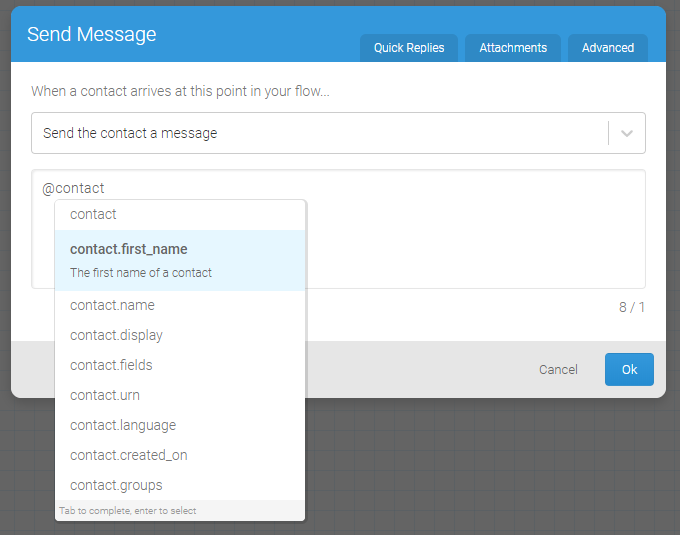 Send Message
Quick Replies
Attachments
Advanced
When a contact arrives at this point in your flow...
Send the contact a message
@contact
contact
contact.first_name
The first name of a contact
contact.name
8 / 1
contact.display
contact.fields
Cancel
Ok
contact.urn
contact.language
contact.created_on
contact.groups
Tab to complete, enter to select